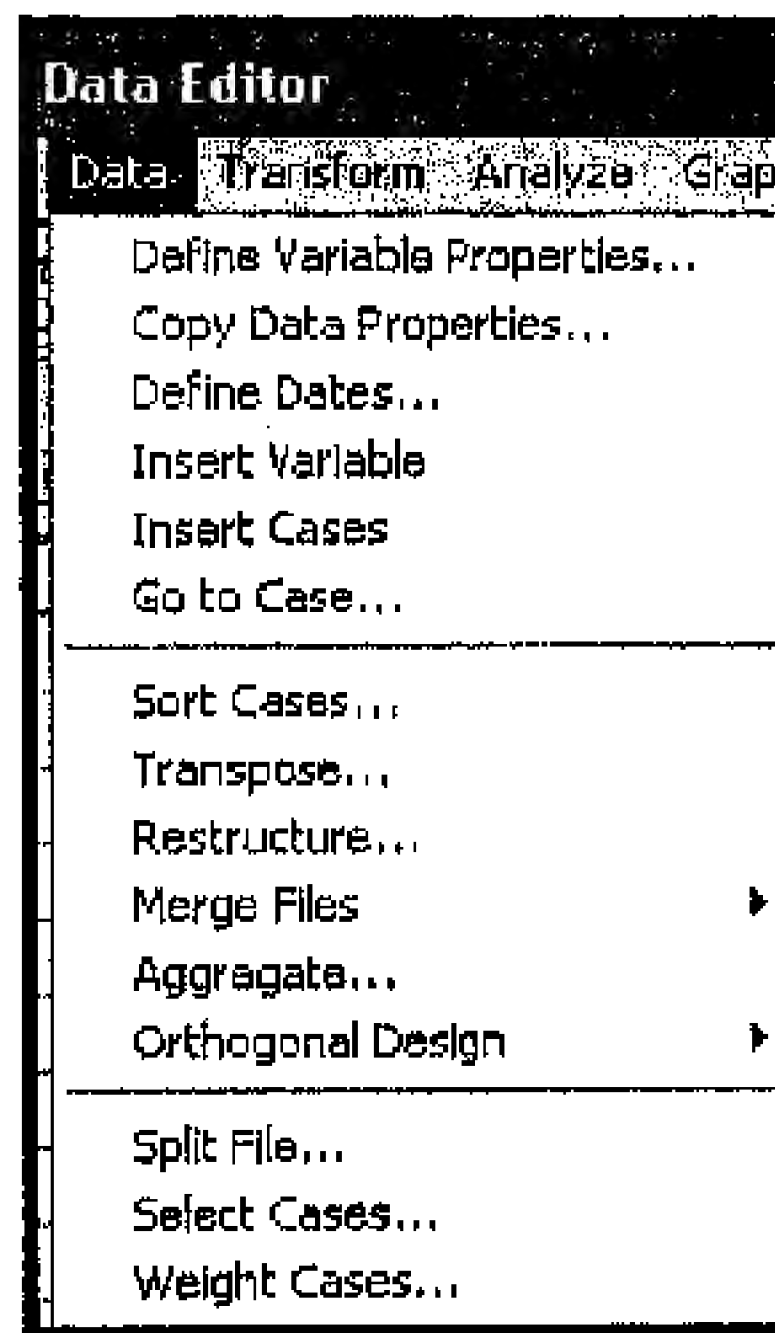 Data Editor
Data Transform Analyze Grap
Define Variable Properties...
Copy Data Properties...
Define Dates...
Insert Variable
Insert Cases
Go to Case...
Sort Cases...
Transpose...
Restructure...
Merge Files
Aggregate...
Orthogonal Design
Split File...
Select Cases...
Weight Cases...